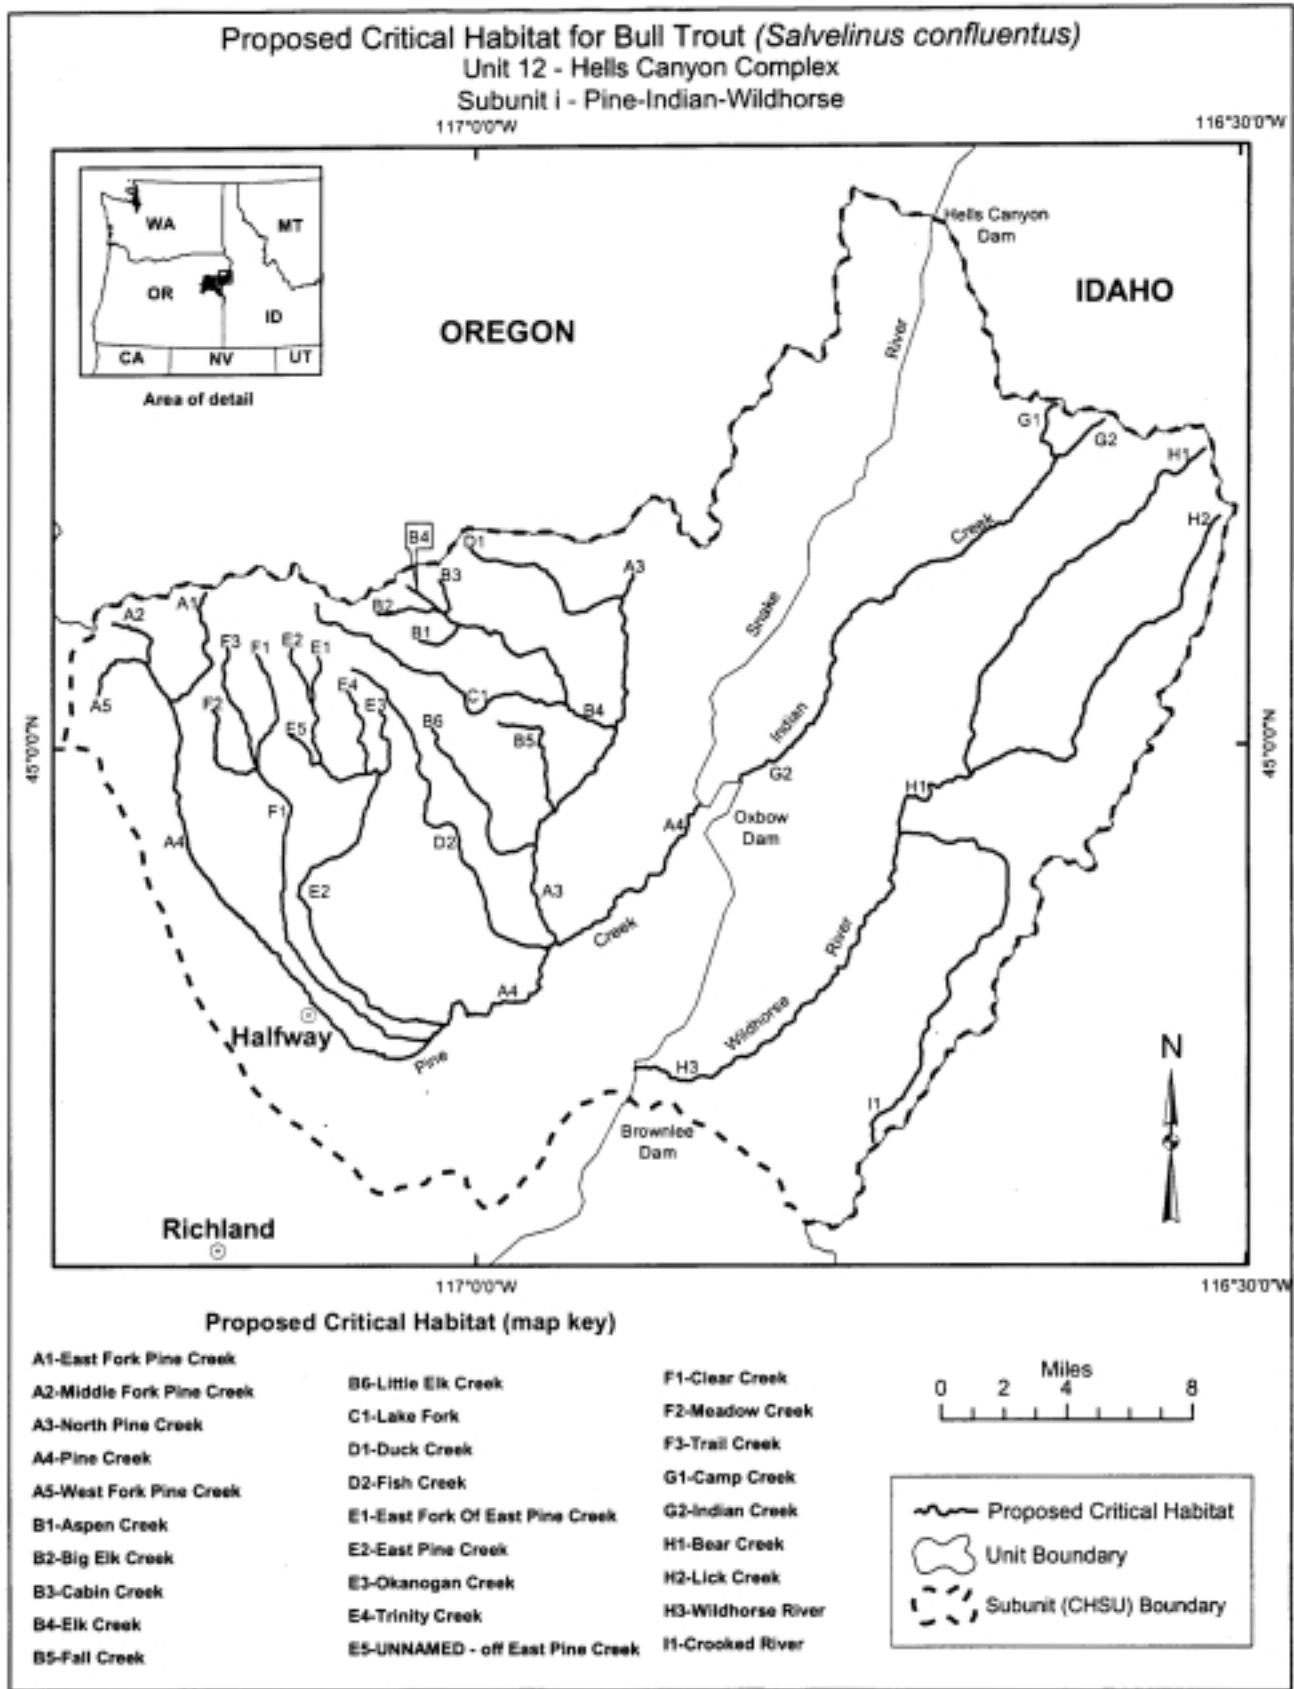 Proposed Critical Habitat for Bull Trout (Salvelinus confluentus)
Unit 12 - Hells Canyon Complex
Subunit i - Pine-Indian-Wildhorse
117°0'0"W
116°30'0"W
WA
MT
OR
ID
CA
NV
UT
Area of detail
OREGON
IDAHO
Hells Canyon
Dam
River
G1
G2
H1
H2
Creek
B4
D1
B3
A3
B2
B1
A2
A1
F3
E1
E2
E1
E4
E3
A5
F2
E5
C1
B6
B4
B5
Snake
Indian
G2
45°0'0"N
45°0'0"N
H1
A4
F1
D2
A4
Oxbow
Dam
E2
A3
Creek
River
A4
Halfway
Pine
Wildhorse
H3
I1
N
Brownlee
Dam
Richland
117°0'0"W
116°30'0"W
Proposed Critical Habitat (map key)
A1-East Fork Pine Creek
A2-Middle Fork Pine Creek
A3-North Pine Creek
A4-Pine Creek
A5-West Fork Pine Creek
B1-Aspen Creek
B2-Big Elk Creek
B3-Cabin Creek
B4-Elk Creek
B5-Fall Creek
B6-Little Elk Creek
C1-Lake Fork
D1-Duck Creek
D2-Fish Creek
E1-East Fork Of East Pine Creek
E2-East Pine Creek
E3-Okanogan Creek
E4-Trinity Creek
E5-UNNAMED - off East Pine Creek
F1-Clear Creek
F2-Meadow Creek
F3-Trail Creek
G1-Camp Creek
G2-Indian Creek
H1-Bear Creek
H2-Lick Creek
H3-Wildhorse River
I1-Crooked River
Miles
0 2 4 8
Proposed Critical Habitat
Unit Boundary
Subunit (CHSU) Boundary